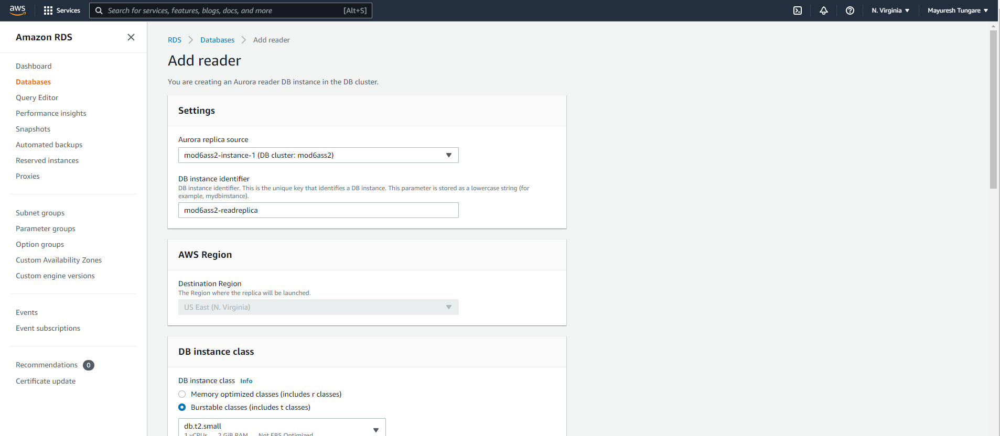 aws
Services
Search for services, features, blogs, docs, and more
[Alt+S]
N. Virginia
Mayuresh Tungare
Amazon RDS
Dashboard
Databases
Query Editor
Performance insights
Snapshots
Automated backups
Reserved instances
Proxies
Subnet groups
Parameter groups
Option groups
Custom Availability Zones
Custom engine versions
Events
Event subscriptions
Recommendations 0
Certificate update
RDS > Databases > Add reader
Add reader
You are creating an Aurora reader DB instance in the DB cluster.
Settings
Aurora replica source
mod6ass2-instance-1 (DB cluster: mod6ass2)
DB instance identifier
DB instance identifier. This is the unique key that identifies a DB instance. This parameter is stored as a lowercase string (for
example, mydbinstance).
mod6ass2-readreplica
AWS Region
Destination Region
The Region where the replica will be launched.
US East (N. Virginia)
DB instance class
DB instance class Info
Memory optimized classes (includes r classes)
Burstable classes (includes t classes)
db.t2.small
1 vCPUs 2 GiB RAM Not EBS Optimized